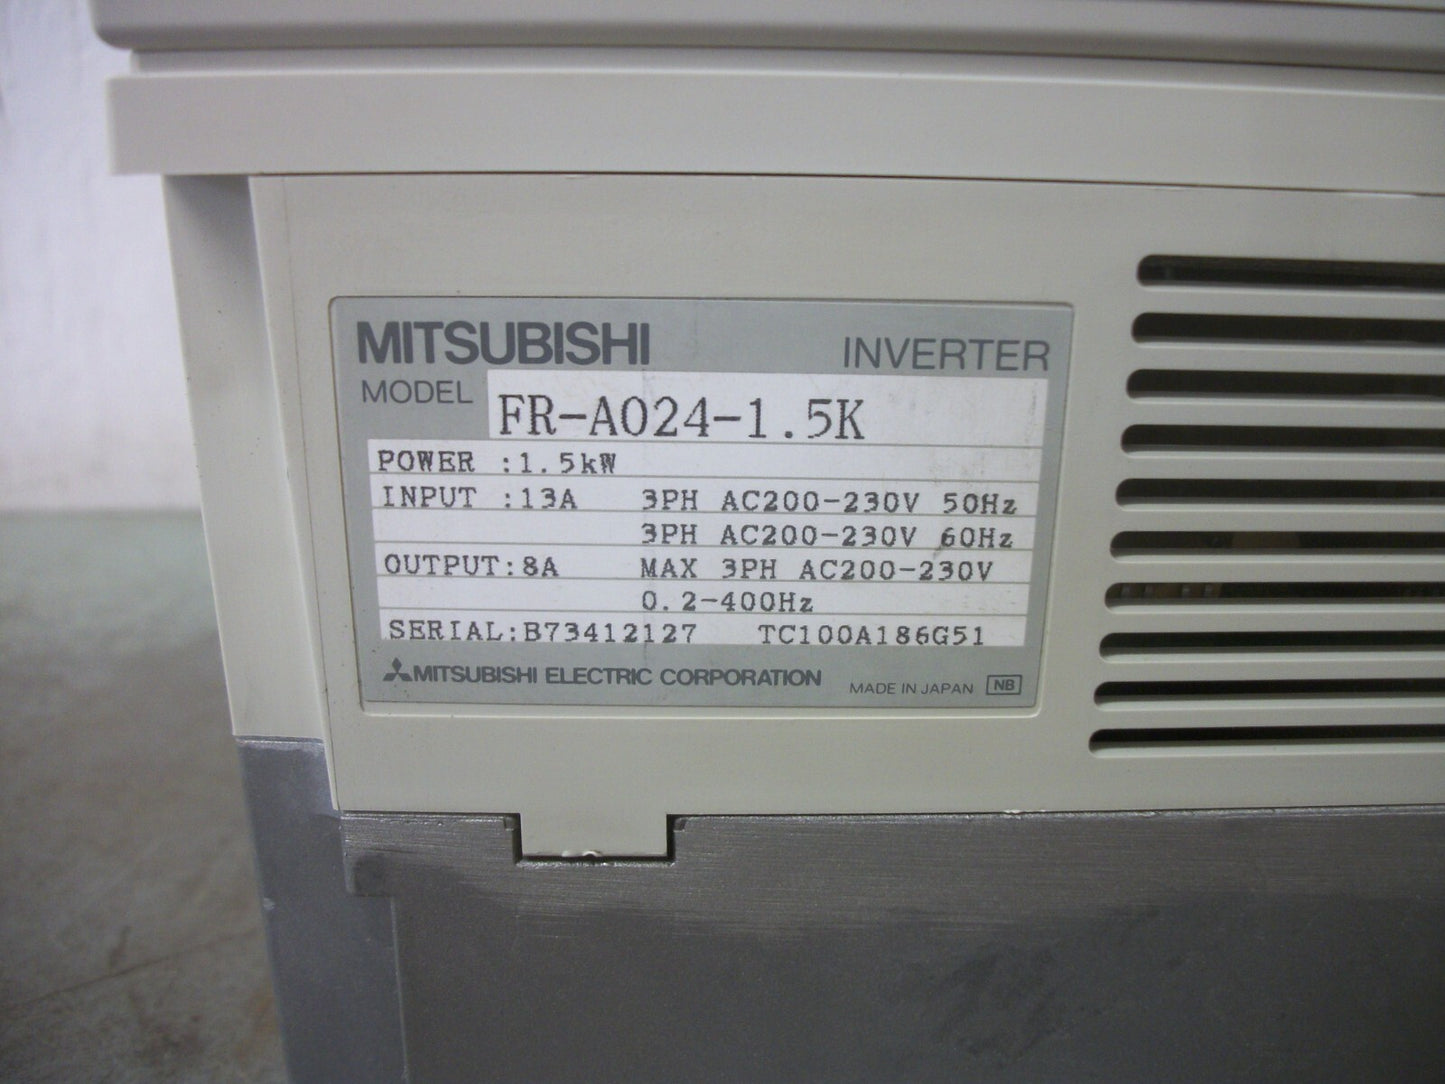 MITSUBISHI INVERTER
MODEL FR-A024-1.5K
POWER :1.5kW
INPUT :13A 3PH AC200-230V 50Hz
3PH AC200-230V 60Hz
OUTPUT:8A MAX 3PH AC200-230V
0.2-400Hz
SERIAL:B73412127 TC100A186G51
MITSUBISHI ELECTRIC CORPORATION MADE IN JAPAN NB